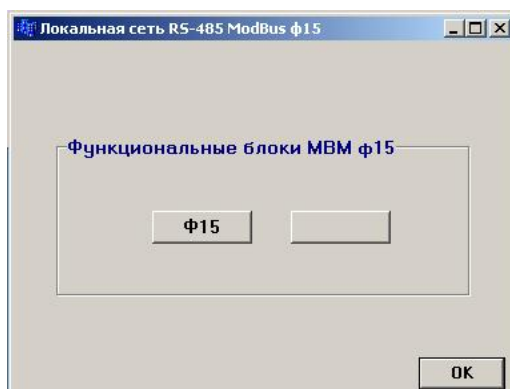 Локальная сеть RS-485 ModBus ф15
Функциональные блоки МВМ ф15
Ф15
OK